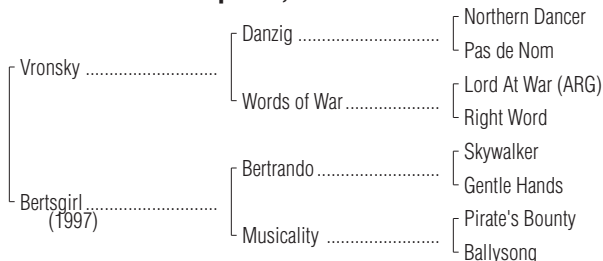 Northern Dancer
Danzig ..............................
Pas de Nom
Vronsky ............................
Lord At War (ARG)
Words of War....................
Right Word
Skywalker
Bertrando..........................
Gentle Hands
Bertsgirl.............................
(1997)
Pirate's Bounty
Musicality ........................
Ballysong